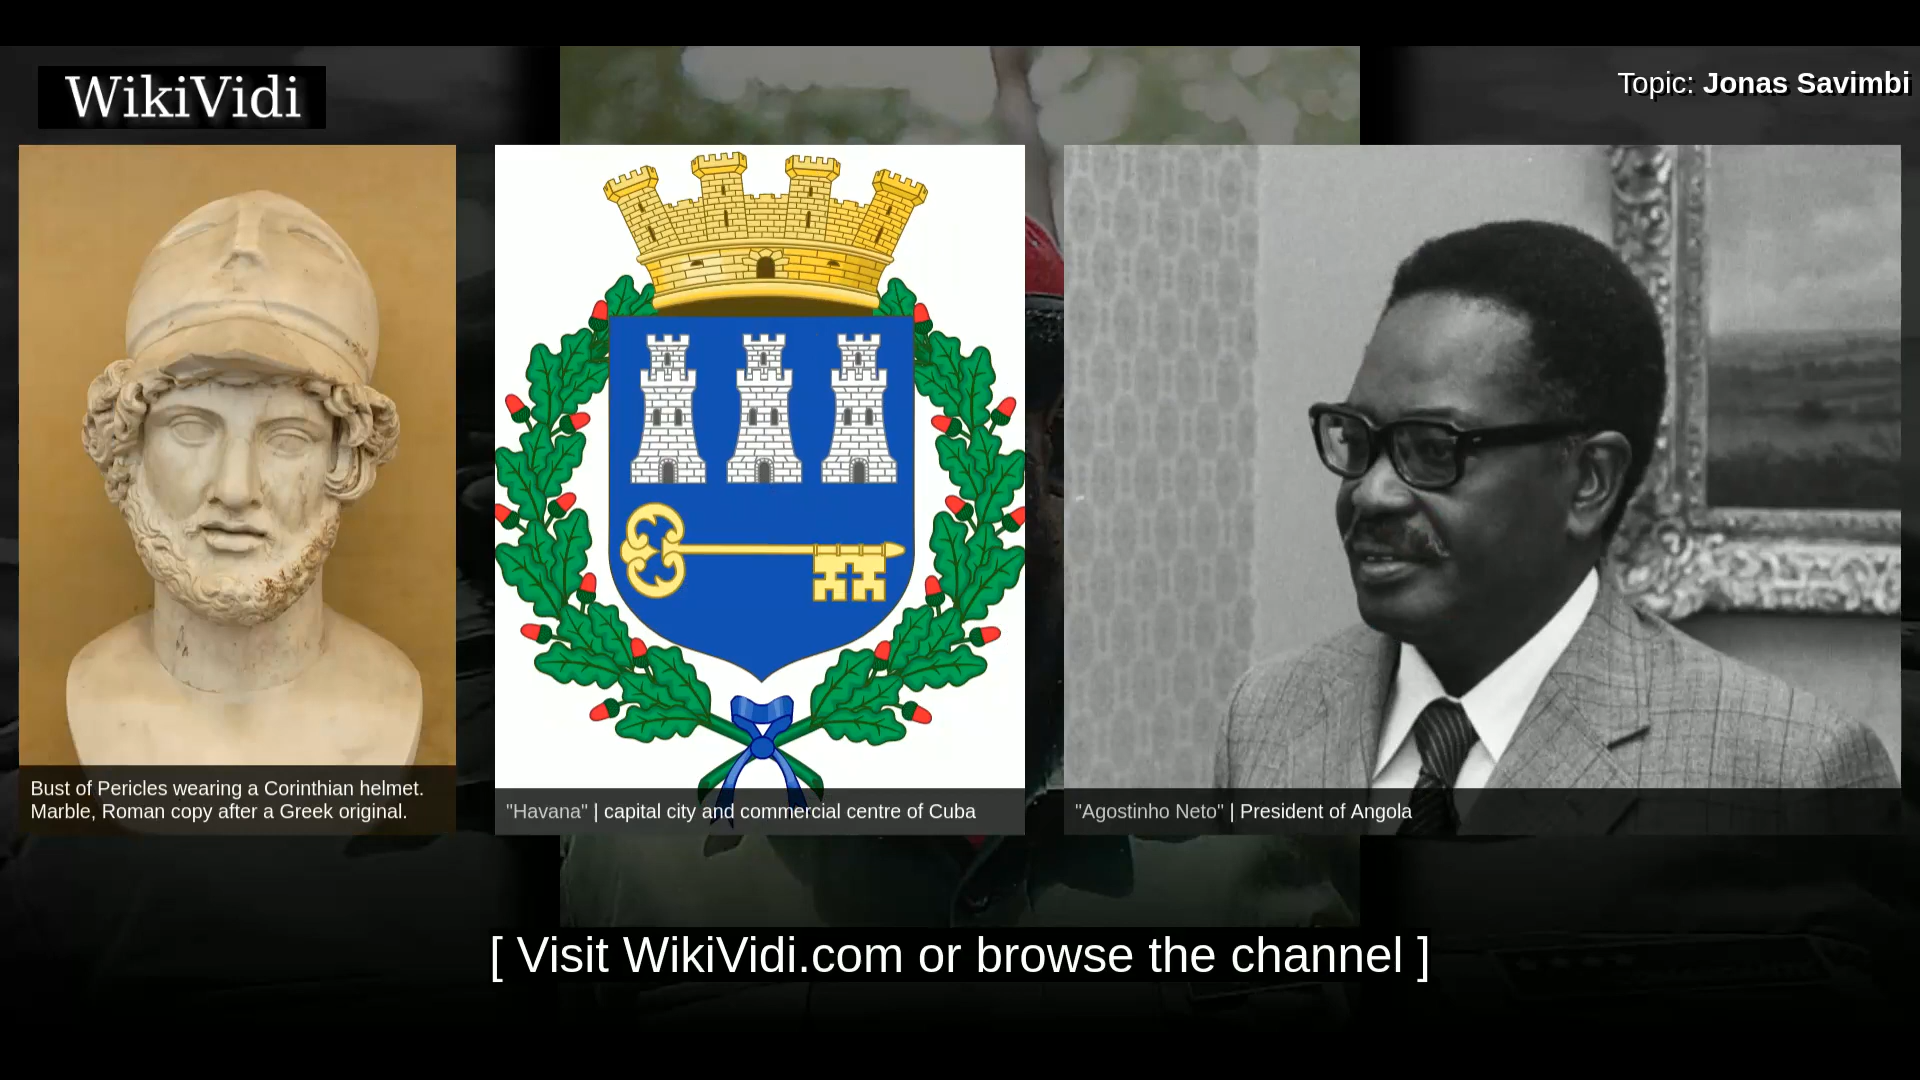 WikiVidi
Topic: Jonas Savimbi
Bust of Pericles wearing a Corinthian helmet.
Marble, Roman copy after a Greek original.
"Havana" | capital city and commercial centre of Cuba
"Agostinho Neto" | President of Angola
[ Visit WikiVidi.com or browse the channel ]